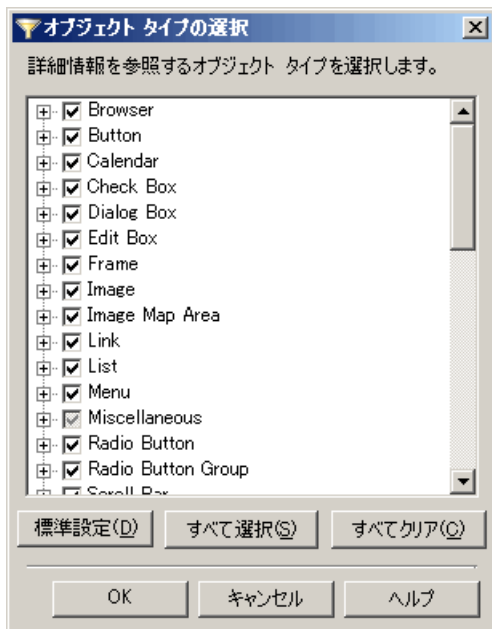 オブジェクト タイプの選択
詳細情報を参照するオブジェクト タイプを選択します。
Browser
Button
Calendar
Check Box
Dialog Box
Edit Box
Frame
Image
Image Map Area
Link
List
Menu
Miscellaneous
Radio Button
Radio Button Group
Scroll Bar
標準設定(D) すべて選択(S) すべてクリア(C)
OK キャンセル ヘルプ